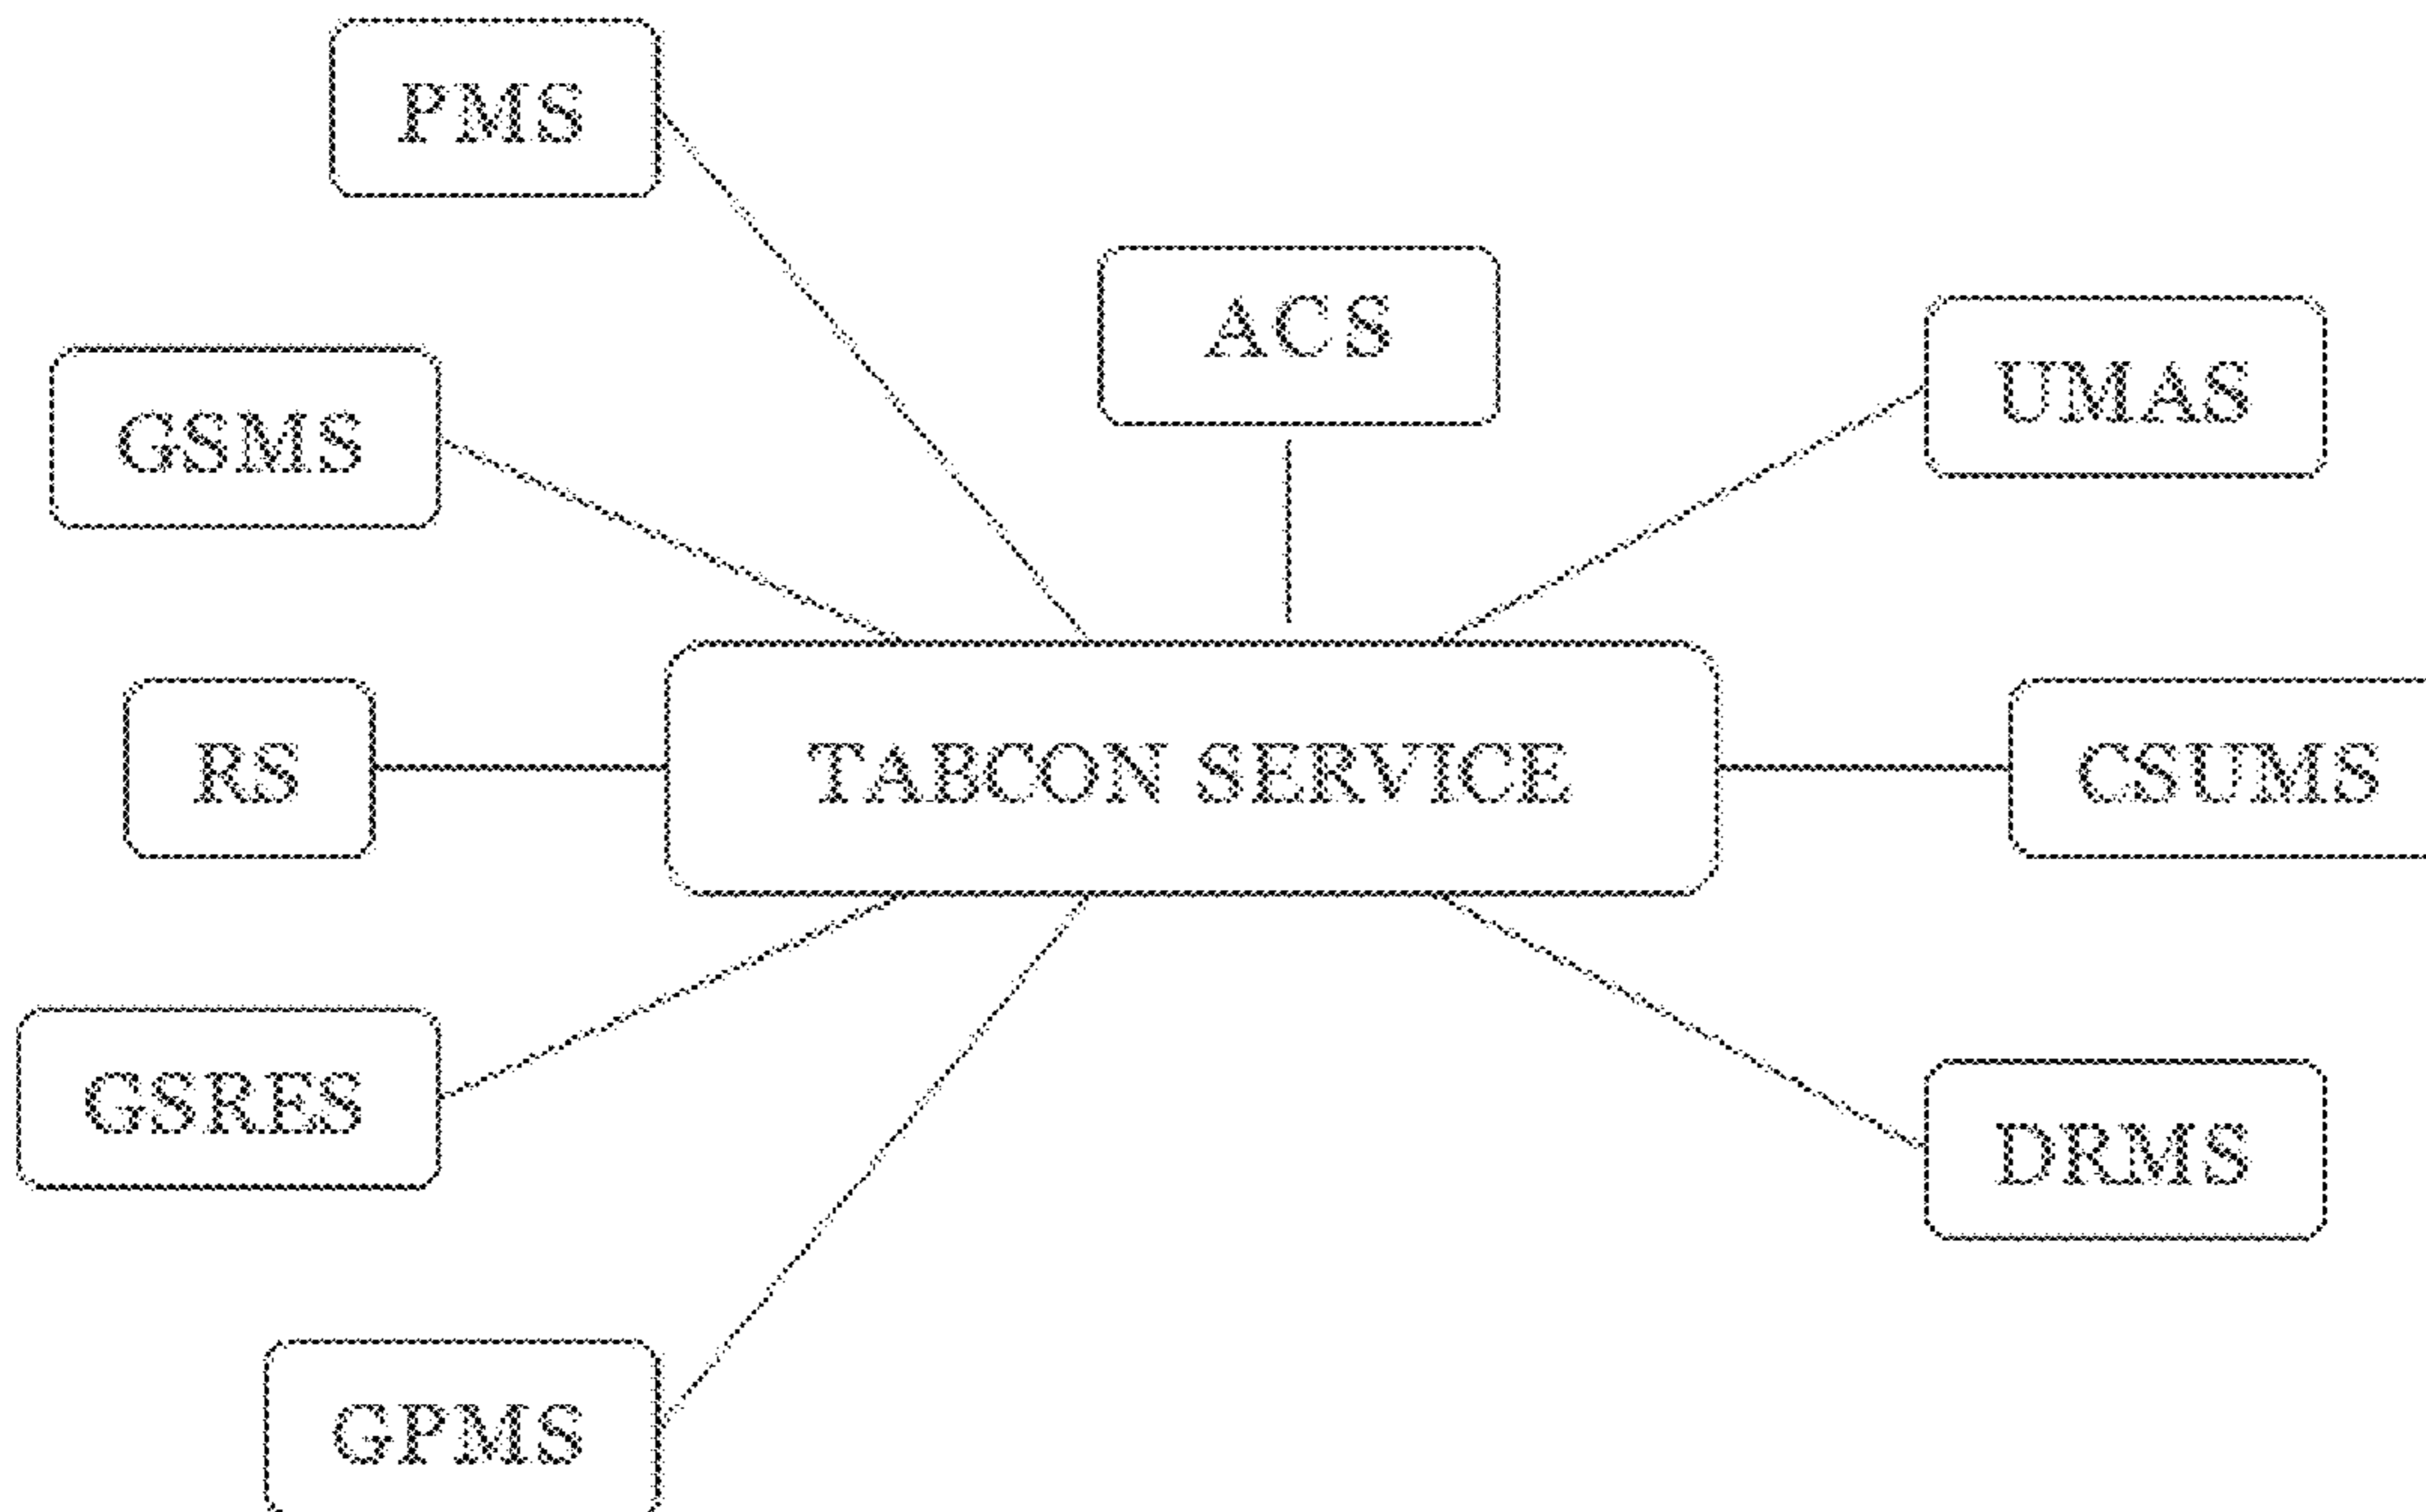 PMS
ACS
UMAS
GSMS
RS
TABCON SERVICE
CSUMS
GSRES
DRMS
GPMS